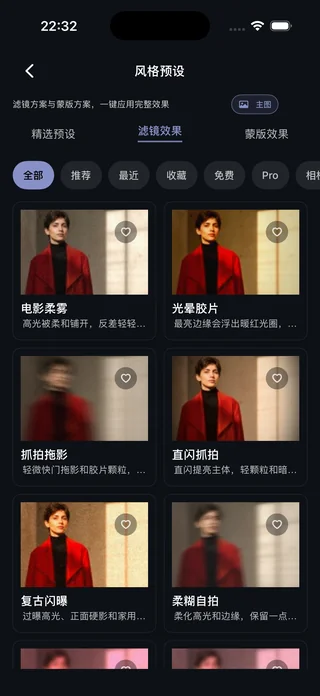 22:32
风格预设
滤镜方案与蒙版方案，一键应用完整效果
主图
精选预设 滤镜效果 蒙版效果
全部 推荐 最近 收藏 免费 Pro 相机
电影柔雾 光晕胶片
高光被柔和铺开，反差轻轻... 最亮边缘会浮出暖红光圈，...
抓拍拖影 直闪抓拍
轻微快门拖影和胶片颗粒，... 直闪提亮主体，轻颗粒和暗...
复古闪曝 柔糊自拍
过曝高光、正面硬影和家用... 柔化高光和边缘，保留一点...